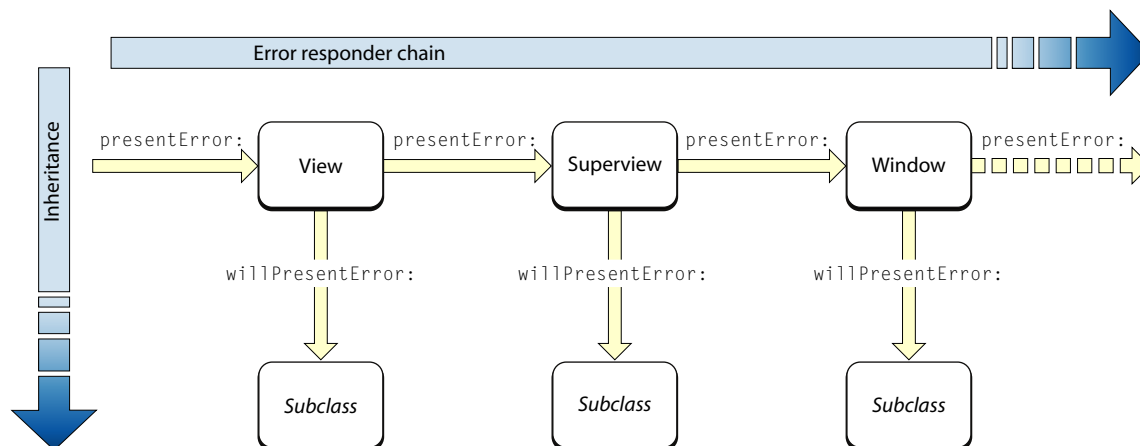 Error responder chain
Inheritance
presentError: presentError: presentError: presentError:
View Superview Window
willPresentError: willPresentError: willPresentError:
Subclass Subclass Subclass